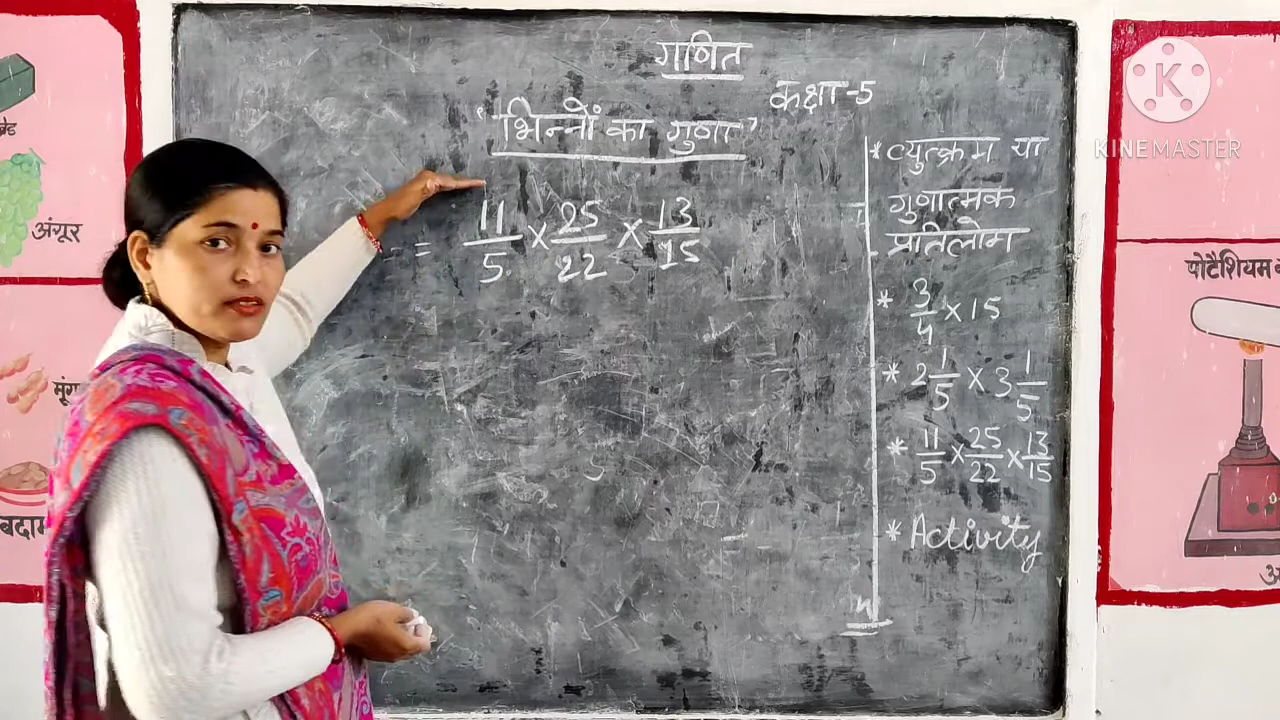 गणित
कक्षा-5
"भिन्नों का गुणा"
= 11/5 × 25/22 × 13/15
* व्युत्क्रम या
गुणात्मक
प्रतिलोम
* 3/4 × 15
* 2 1/5 × 3 1/5
* 11/5 × 25/22 × 13/15
* Activity
अंगूर
बदाम
पोटैशियम
KINEMASTER